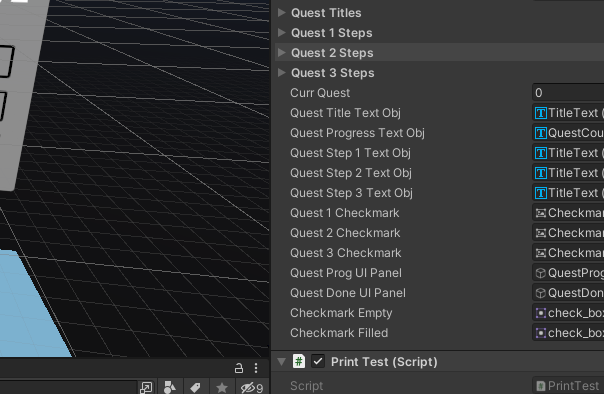 Quest Titles
Quest 1 Steps
Quest 2 Steps
Quest 3 Steps
Curr Quest 0
Quest Title Text Obj TitleText (
Quest Progress Text Obj QuestCou
Quest Step 1 Text Obj TitleText (
Quest Step 2 Text Obj TitleText (
Quest Step 3 Text Obj TitleText (
Quest 1 Checkmark Checkmar
Quest 2 Checkmark Checkmar
Quest 3 Checkmark Checkmar
Quest Prog UI Panel QuestProg
Quest Done UI Panel QuestDon
Checkmark Empty check_box
Checkmark Filled check_box
# Print Test (Script)
Script # PrintTest
9